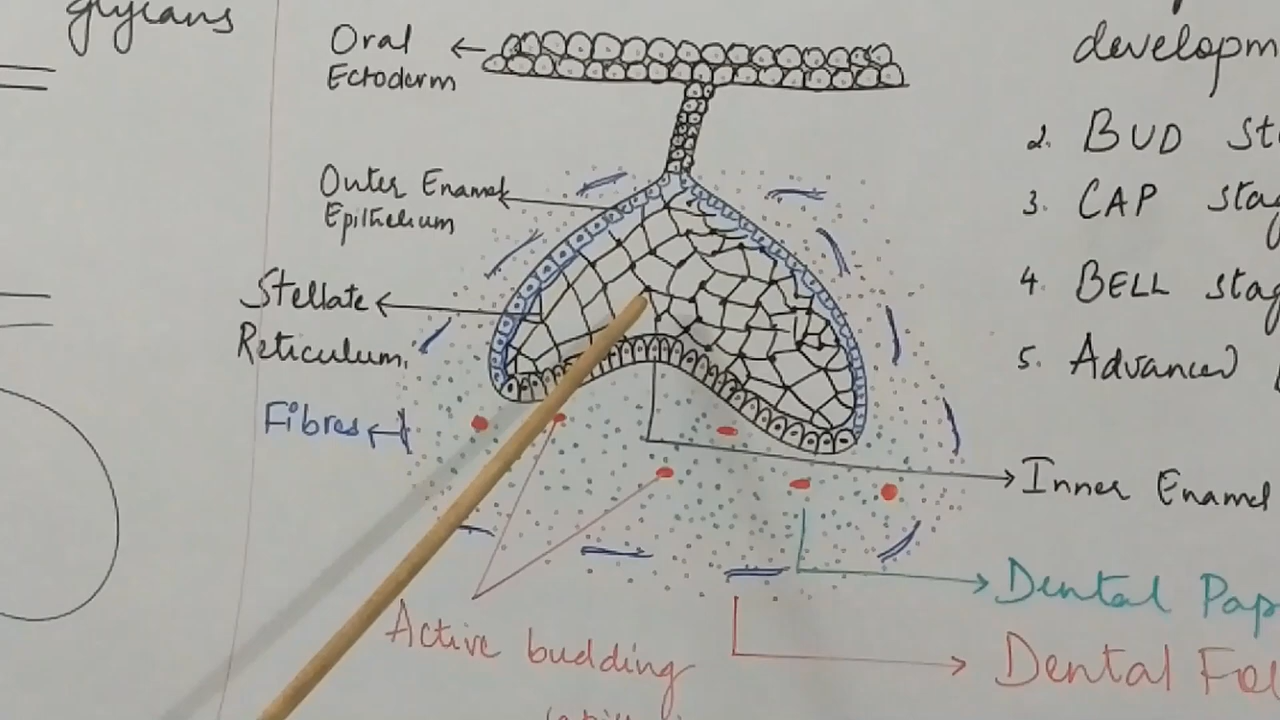 glycans
Oral
Ectoderm
Outer Enamel
Epithelium
Stellate
Reticulum
Fibres
Active budding
2. BUD
3. CAP
4. BELL
5. Advanced
Inner Enamel
Dental
Dental